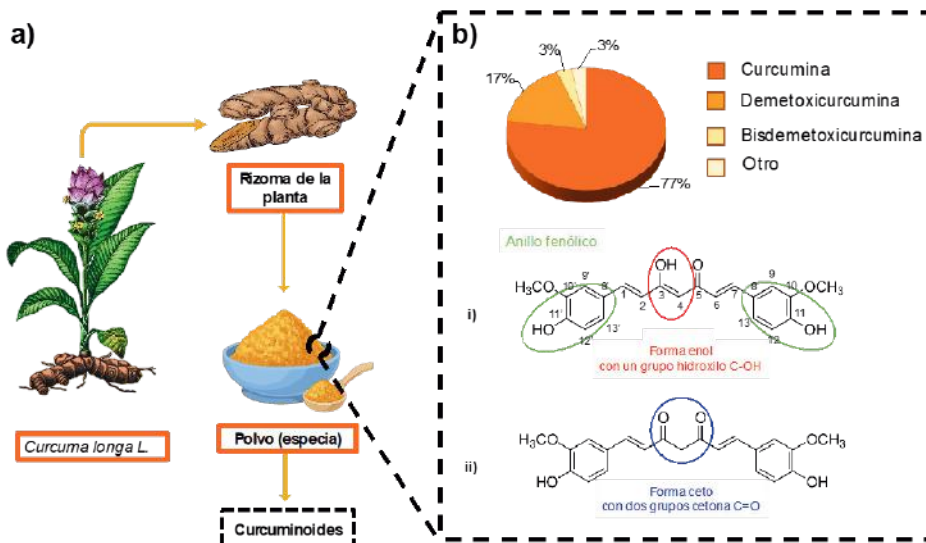 a)
Rizoma de la
planta
Curcuma longa L.
Polvo (especia)
Curcuminoides
b)
3%
3%
17%
77%
Curcumina
Demetoxicurcumina
Bisdemetoxicurcumina
Otro
Anillo fenólico
i)
OH
O
H₃CO
OCH₃
HO
OH
10'
9'
8'
11'
12'
13'
1
2
3
4
5
6
7
8
9
10
11
12
13
Forma enol
con un grupo hidroxilo C-OH
ii)
O
O
H₃CO
OCH₃
HO
OH
Forma ceto
con dos grupos cetona C=O